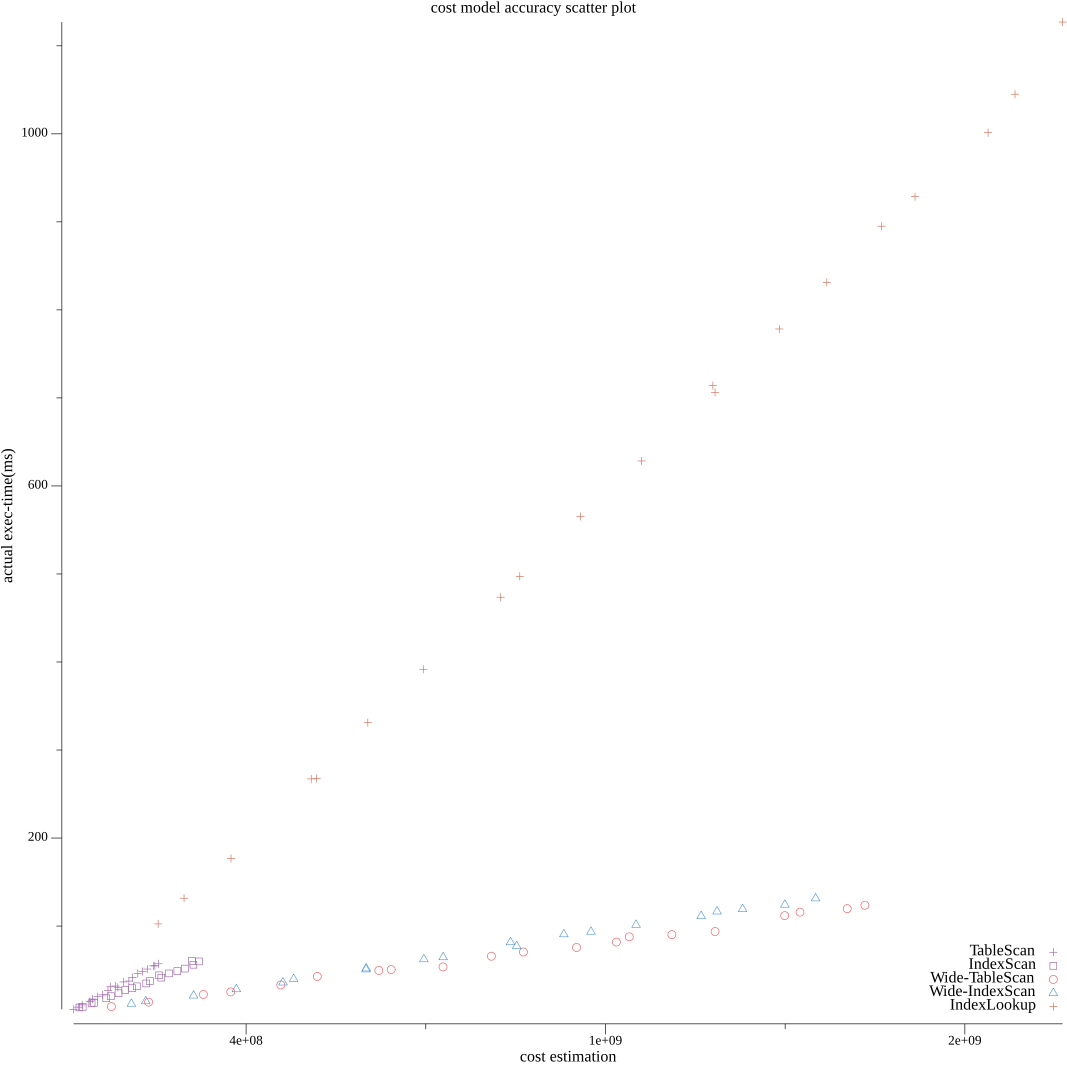 cost model accuracy scatter plot
1000
600
200
actual exec-time(ms)
4e+08
1e+09
2e+09
cost estimation
TableScan
IndexScan
Wide-TableScan
Wide-IndexScan
IndexLookup